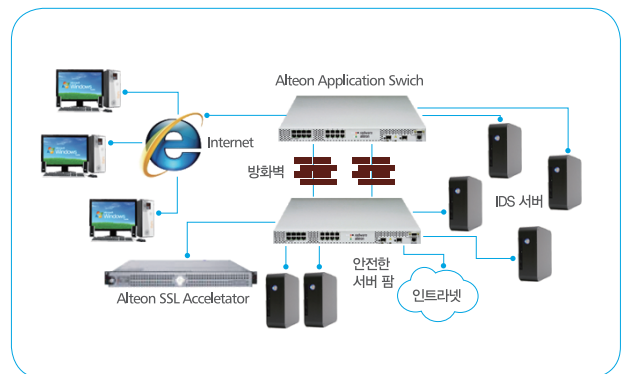 Alteon Application Swich
Internet
방화벽
IDS 서버
안전한
서버 팜
인트라넷
Alteon SSL Acceletator